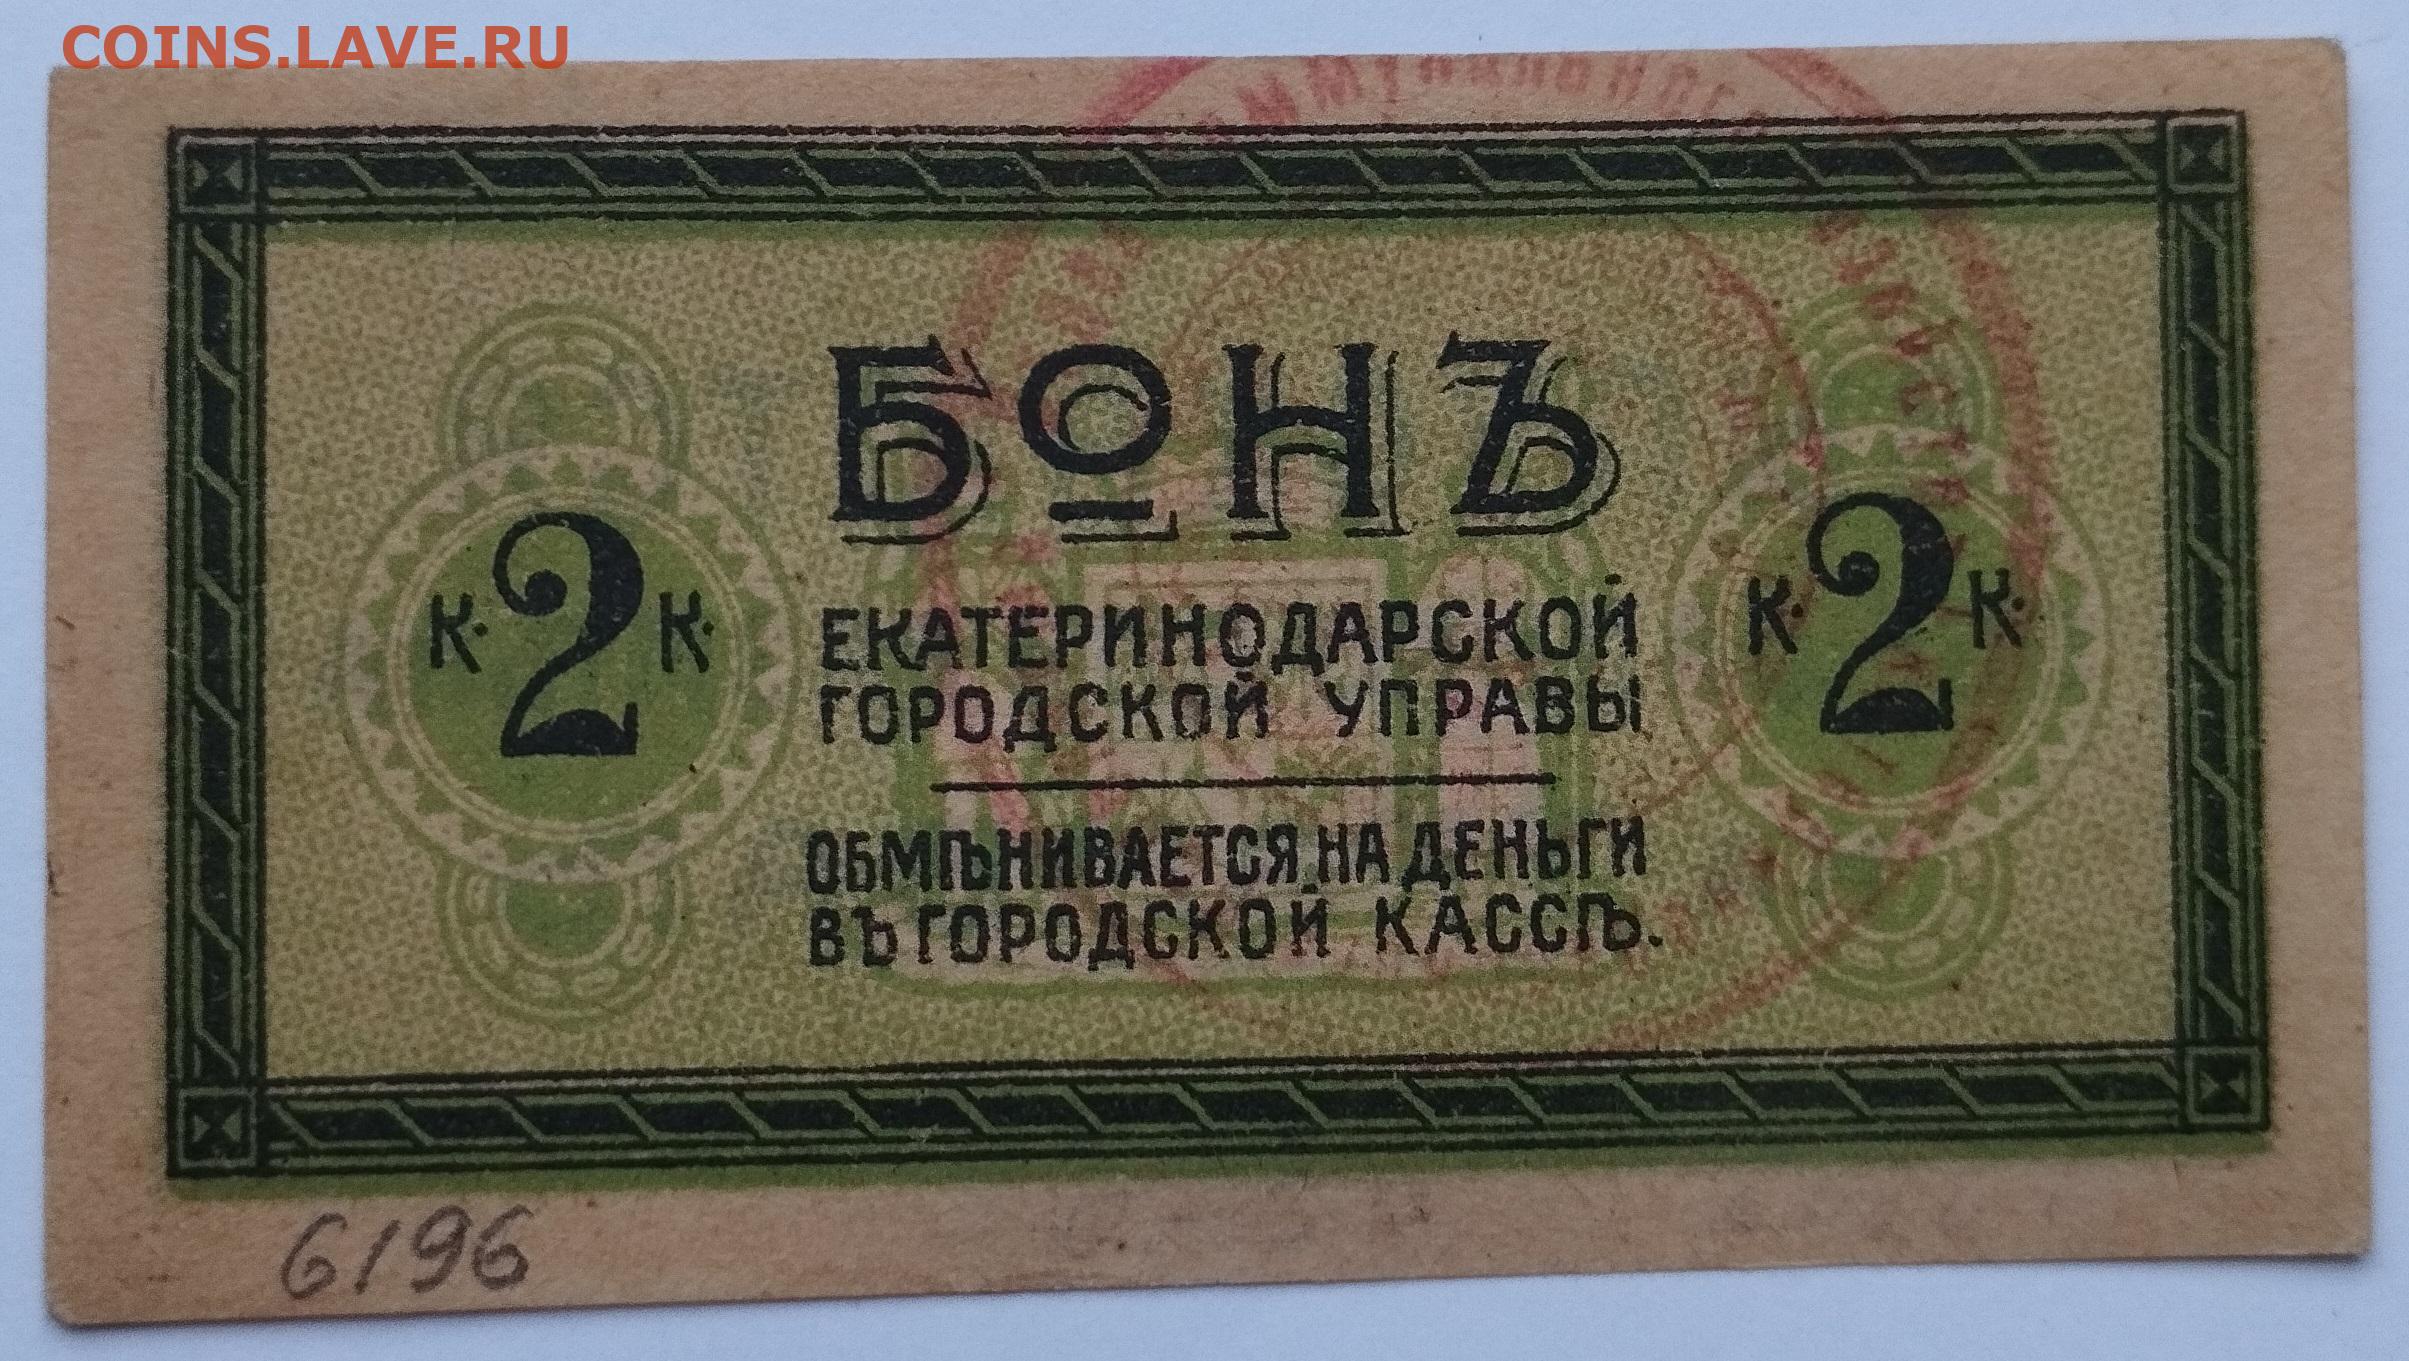 COINS.LAVE.RU
БОНЪ
К. 2 К.
К. 2 К.
ЕКАТЕРИНОДАРСКОЙ
ГОРОДСКОЙ УПРАВЫ
ОБМѢНИВАЕТСЯ НА ДЕНЬГИ
ВЪ ГОРОДСКОЙ КАССѢ.
6196